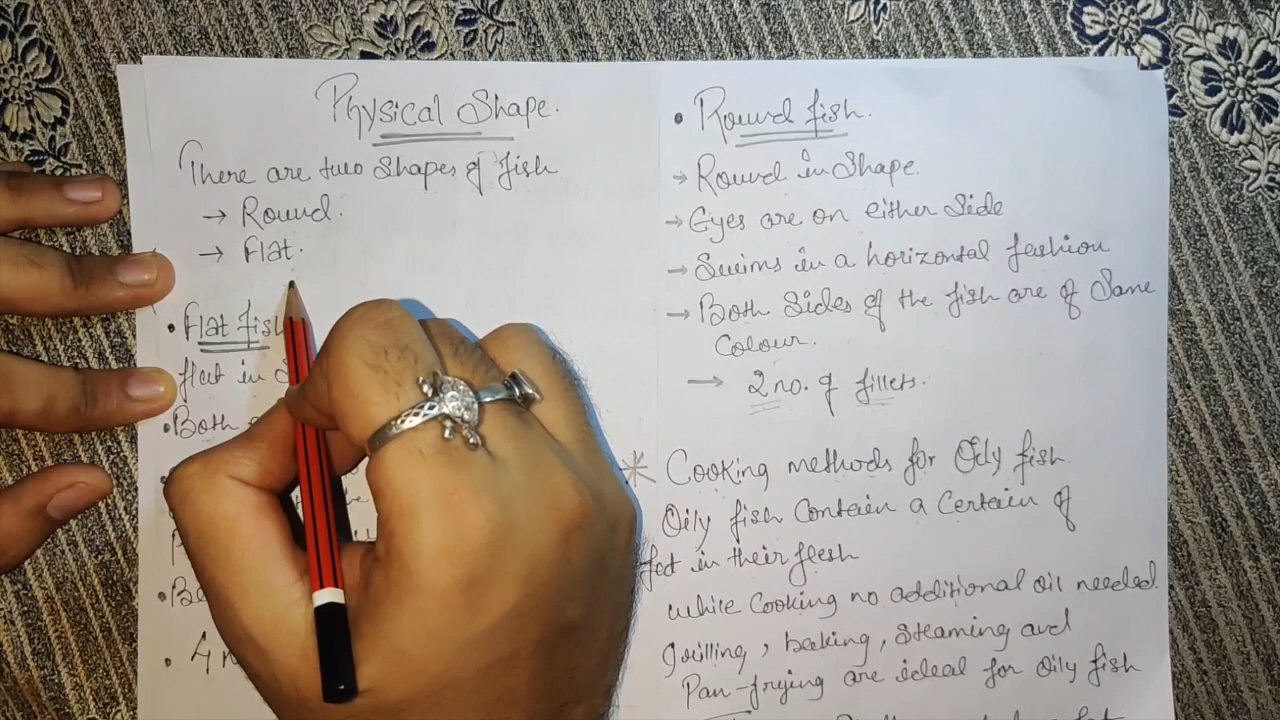 Physical Shape.
There are two Shapes of fish
→ Round.
→ Flat.
• Flat fish
flat in
• Both
• 4
• Round fish.
→ Round in Shape.
→ Eyes are on either Side
→ Swims in a horizontal fashion
→ Both Sides of the fish are of Same
Colour.
→ 2 no. of fillets.
* Cooking methods for Oily fish
Oily fish Contain a Certain of
fat in their flesh
while Cooking no additional oil needed.
grilling, baking, Steaming and
Pan-frying are ideal for Oily fish